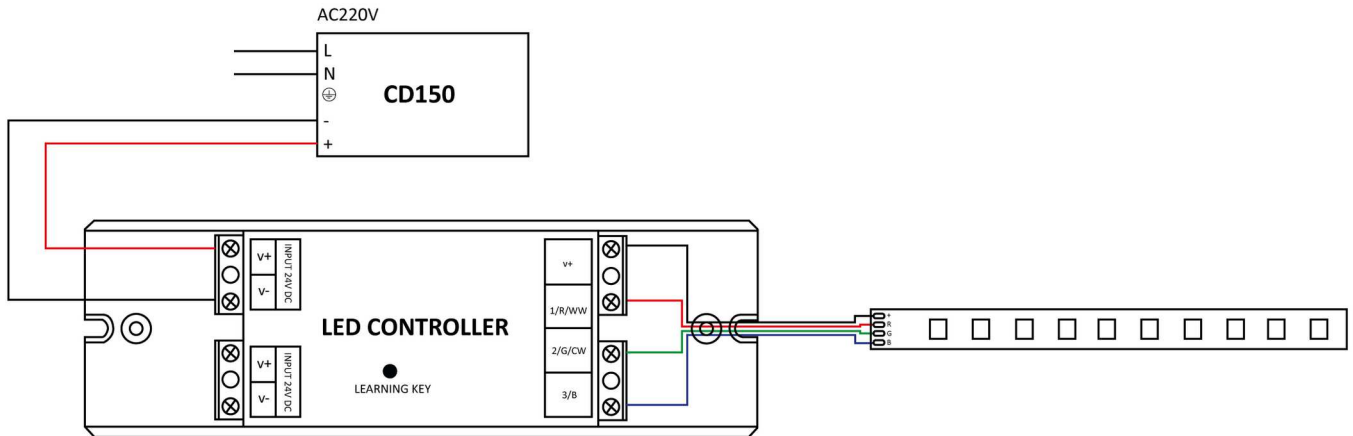 AC220V
L
N
CD150
-
+
v+
v-
INPUT 24V DC
v+
v-
INPUT 24V DC
LED CONTROLLER
LEARNING KEY
v+
1/R/WW
2/G/CW
3/B
+
R
G
B